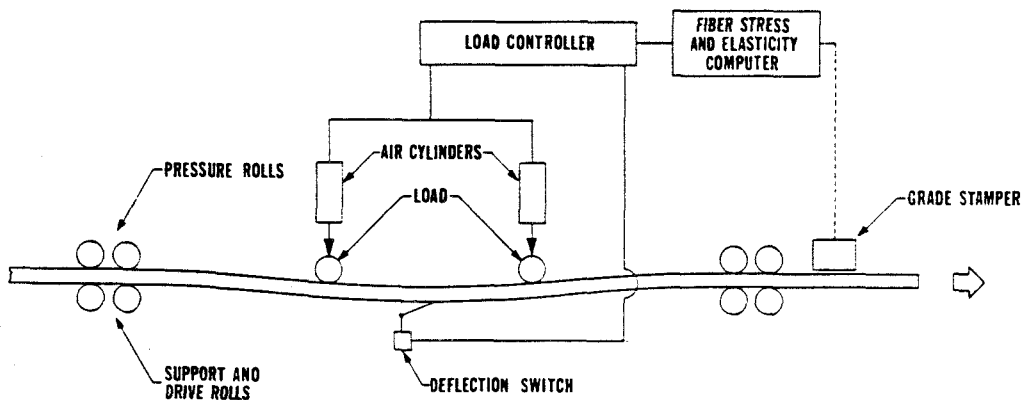 LOAD CONTROLLER
FIBER STRESS
AND ELASTICITY
COMPUTER
AIR CYLINDERS
PRESSURE ROLLS
LOAD
GRADE STAMPER
SUPPORT AND
DRIVE ROLLS
DEFLECTION SWITCH